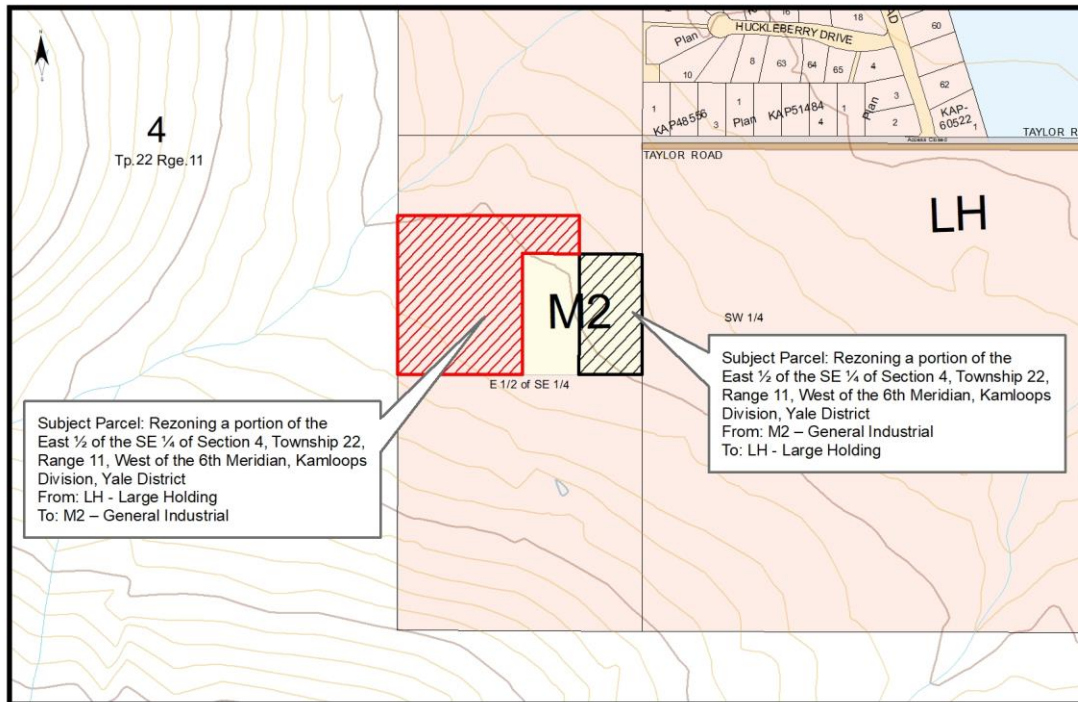 16
18
60
AD
HUCKLEBERRY DRIVE
Plan
10
8
63
64
65
4
62
3
2
1
KAP48556
3
1
Plan
KAP51484
4
1
Plan
KAP-
60522
1
Access Closed
TAYLOR R
TAYLOR ROAD
4
Tp.22 Rge.11
LH
M2
SW 1/4
E 1/2 of SE 1/4
Subject Parcel: Rezoning a portion of the
East ½ of the SE ¼ of Section 4, Township 22,
Range 11, West of the 6th Meridian, Kamloops
Division, Yale District
From: M2 – General Industrial
To: LH - Large Holding
Subject Parcel: Rezoning a portion of the
East ½ of the SE ¼ of Section 4, Township 22,
Range 11, West of the 6th Meridian, Kamloops
Division, Yale District
From: LH - Large Holding
To: M2 – General Industrial